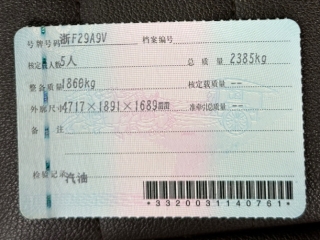 号牌号码 浙FF29A9V 档案编号
核定载人数 5人 总质量 2385kg
整备质量 1860kg 核定载质量 --
外廓尺寸 4717×1891×1689mm 准牵引总质量 --
备注
检验记录 汽油
*3320031140761*